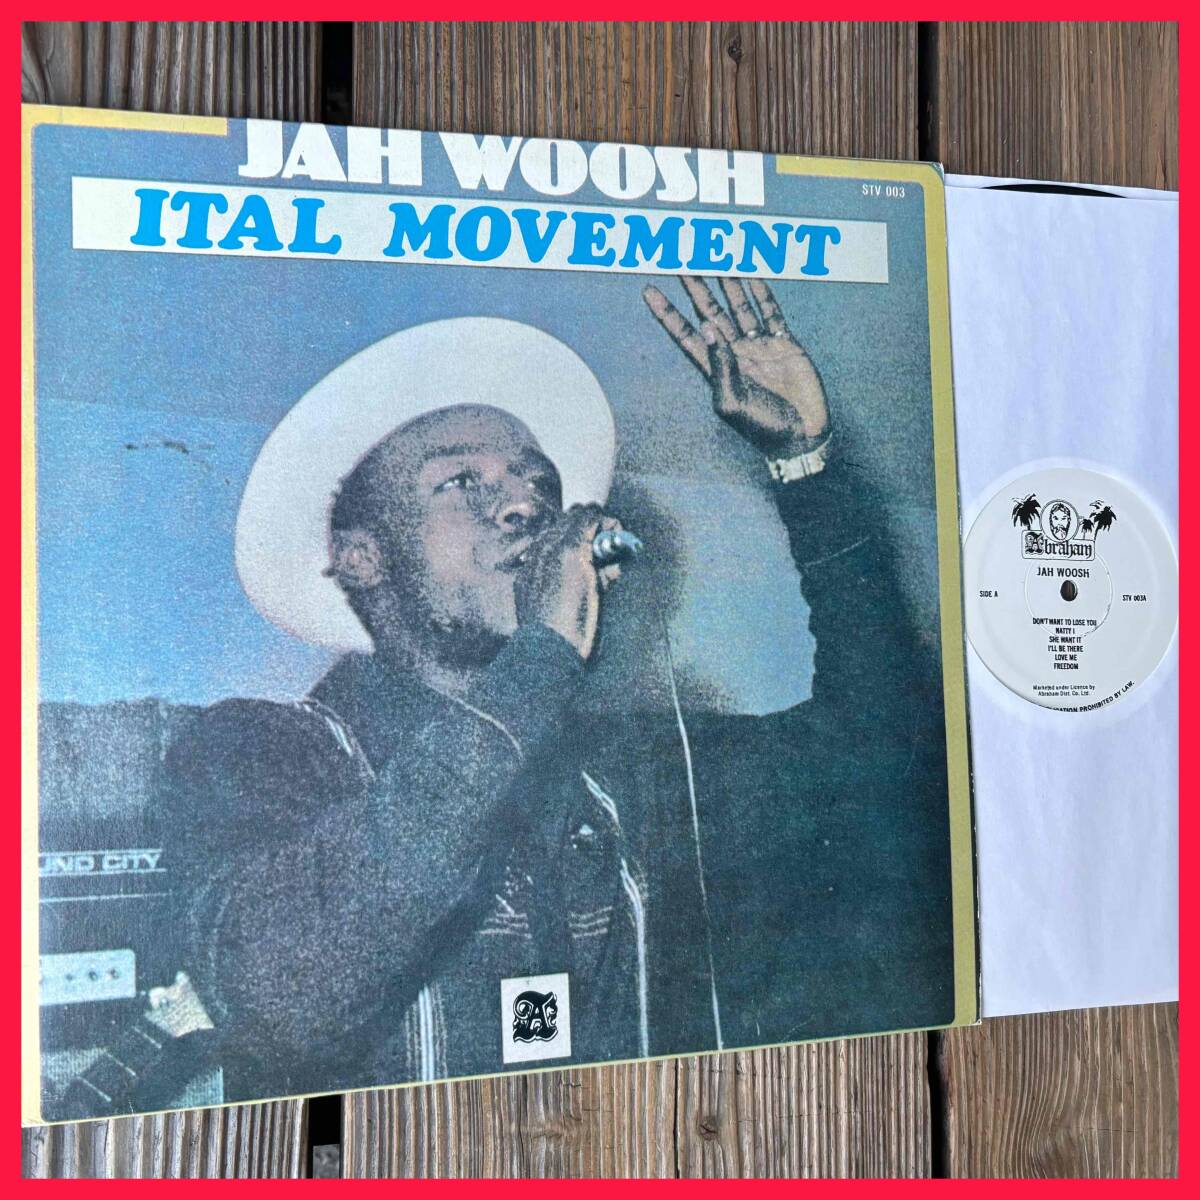 JAH WOOSH
STV 003
ITAL MOVEMENT
UND CITY
A
Abraham
JAH WOOSH
SIDE A
STV 003A
DON'T WANT TO LOSE YOU
NATTY I
SHE WANT IT
I'LL BE THERE
LOVE ME
FREEDOM
Marketed under Licence by
Abraham Dist. Co. Ltd.
PROHIBITED BY LAW.